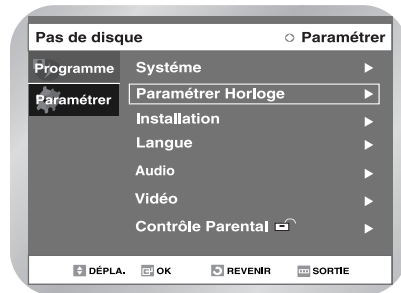 Pas de disque ○ Paramétrer
Programme
Paramétrer
Systéme ►
Paramétrer Horloge ►
Installation ►
Langue ►
Audio ►
Vidéo ►
Contrôle Parental ►
DÉPLA. OK REVENIR SORTIE